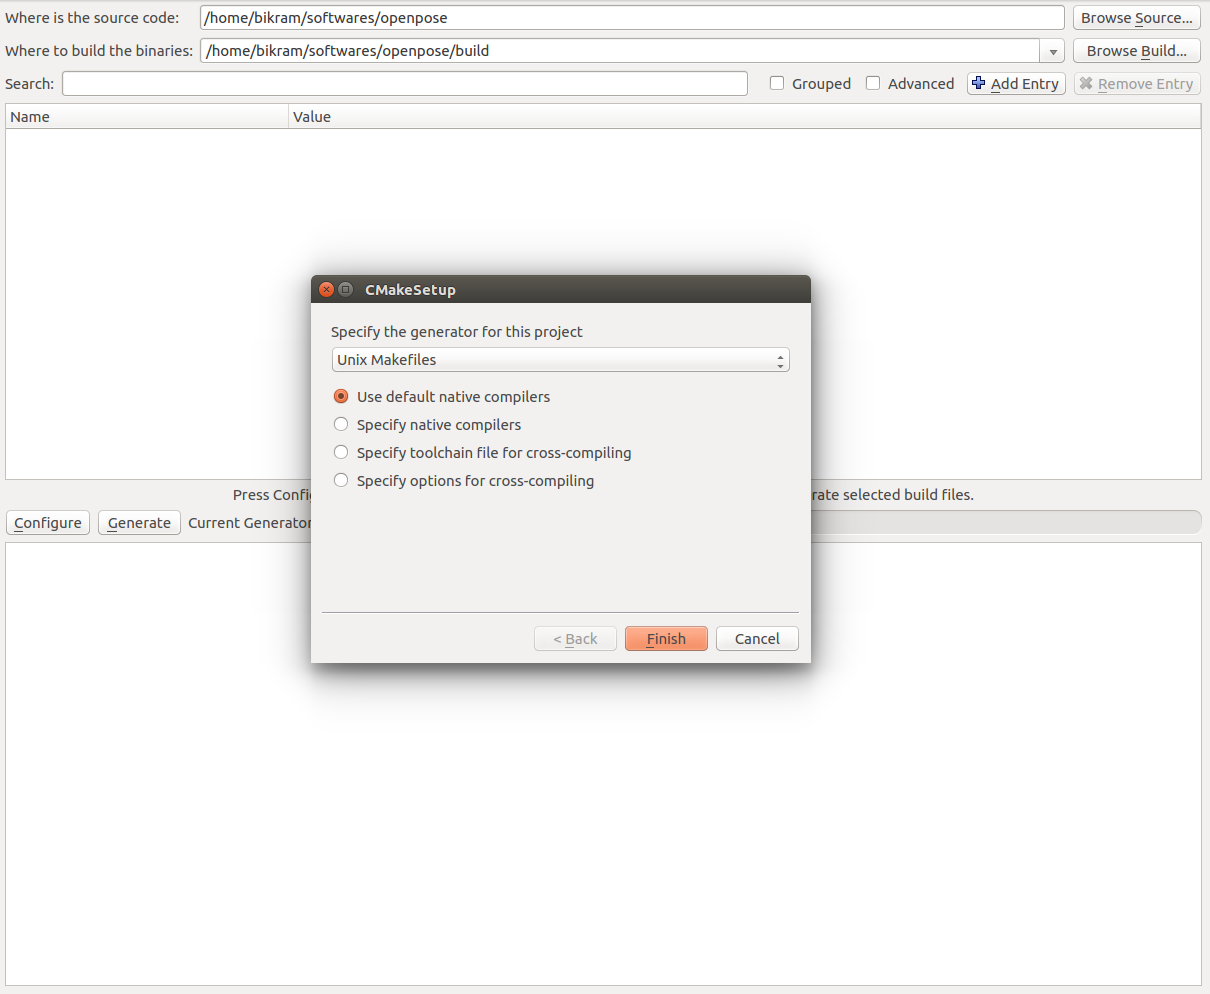 Where is the source code: /home/bikram/softwares/openpose Browse Source...
Where to build the binaries: /home/bikram/softwares/openpose/build Browse Build...
Search: Grouped Advanced Add Entry Remove Entry
Name Value
CMakeSetup
Specify the generator for this project
Unix Makefiles
Use default native compilers
Specify native compilers
Specify toolchain file for cross-compiling
Specify options for cross-compiling
Press Confi rate selected build files.
Configure Generate Current Generator
< Back Finish Cancel